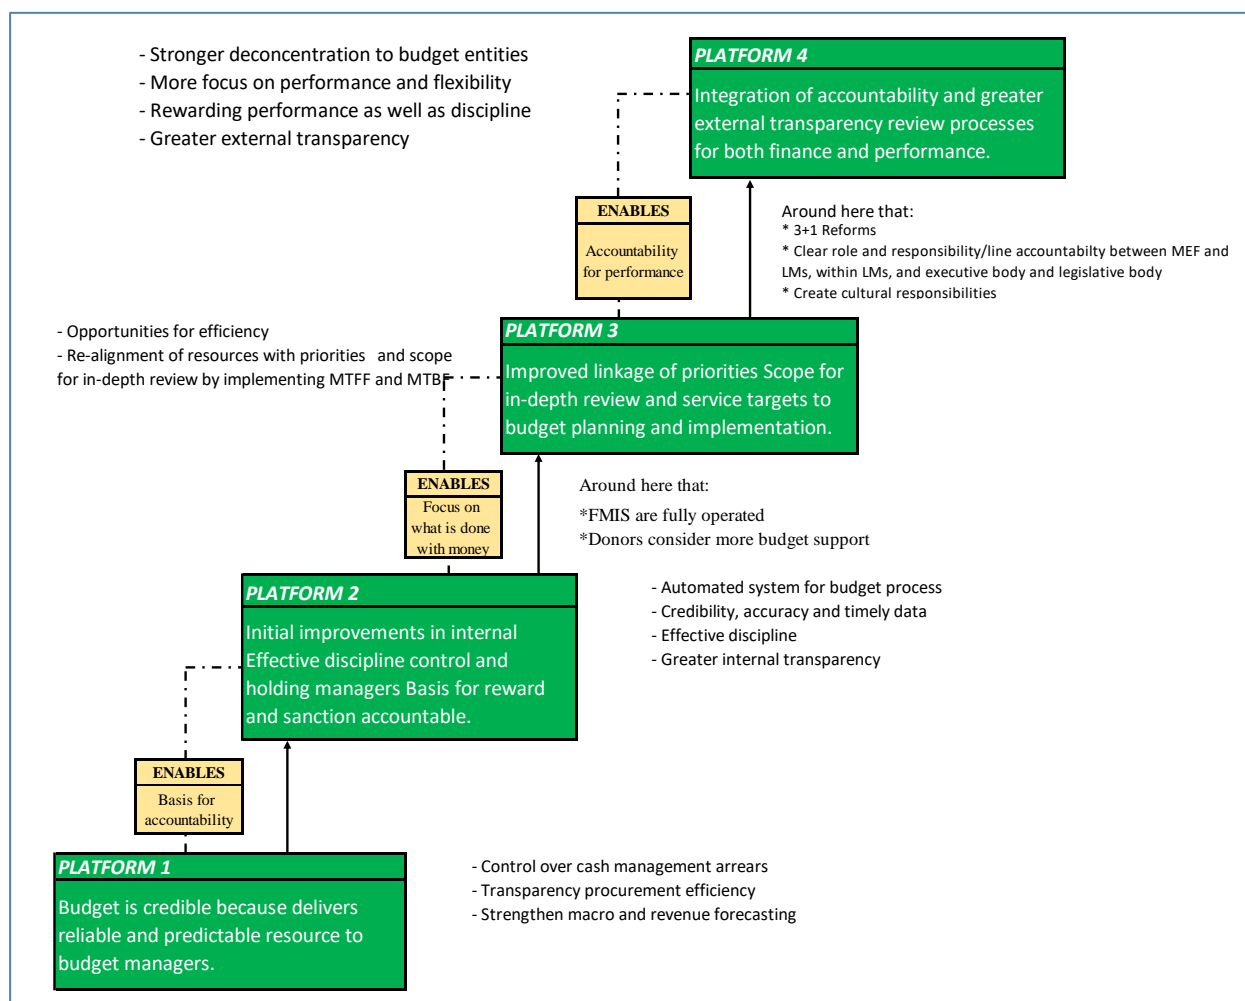 - Stronger deconcentration to budget entities
- More focus on performance and flexibility
- Rewarding performance as well as discipline
- Greater external transparency
PLATFORM 4
Integration of accountability and greater
external transparency review processes
for both finance and performance.
ENABLES
Accountability
for performance
Around here that:
* 3+1 Reforms
* Clear role and responsibility/line accountabilty between MEF and
LMs, within LMs, and executive body and legislative body
* Create cultural responsibilities
- Opportunities for efficiency
- Re-alignment of resources with priorities and scope
for in-depth review by implementing MTFF and MTBF
PLATFORM 3
Improved linkage of priorities Scope for
in-depth review and service targets to
budget planning and implementation.
ENABLES
Focus on
what is done
with money
Around here that:
*FMIS are fully operated
*Donors consider more budget support
PLATFORM 2
Initial improvements in internal
Effective discipline control and
holding managers Basis for reward
and sanction accountable.
- Automated system for budget process
- Credibility, accuracy and timely data
- Effective discipline
- Greater internal transparency
ENABLES
Basis for
accountability
PLATFORM 1
Budget is credible because delivers
reliable and predictable resource to
budget managers.
- Control over cash management arrears
- Transparency procurement efficiency
- Strengthen macro and revenue forecasting